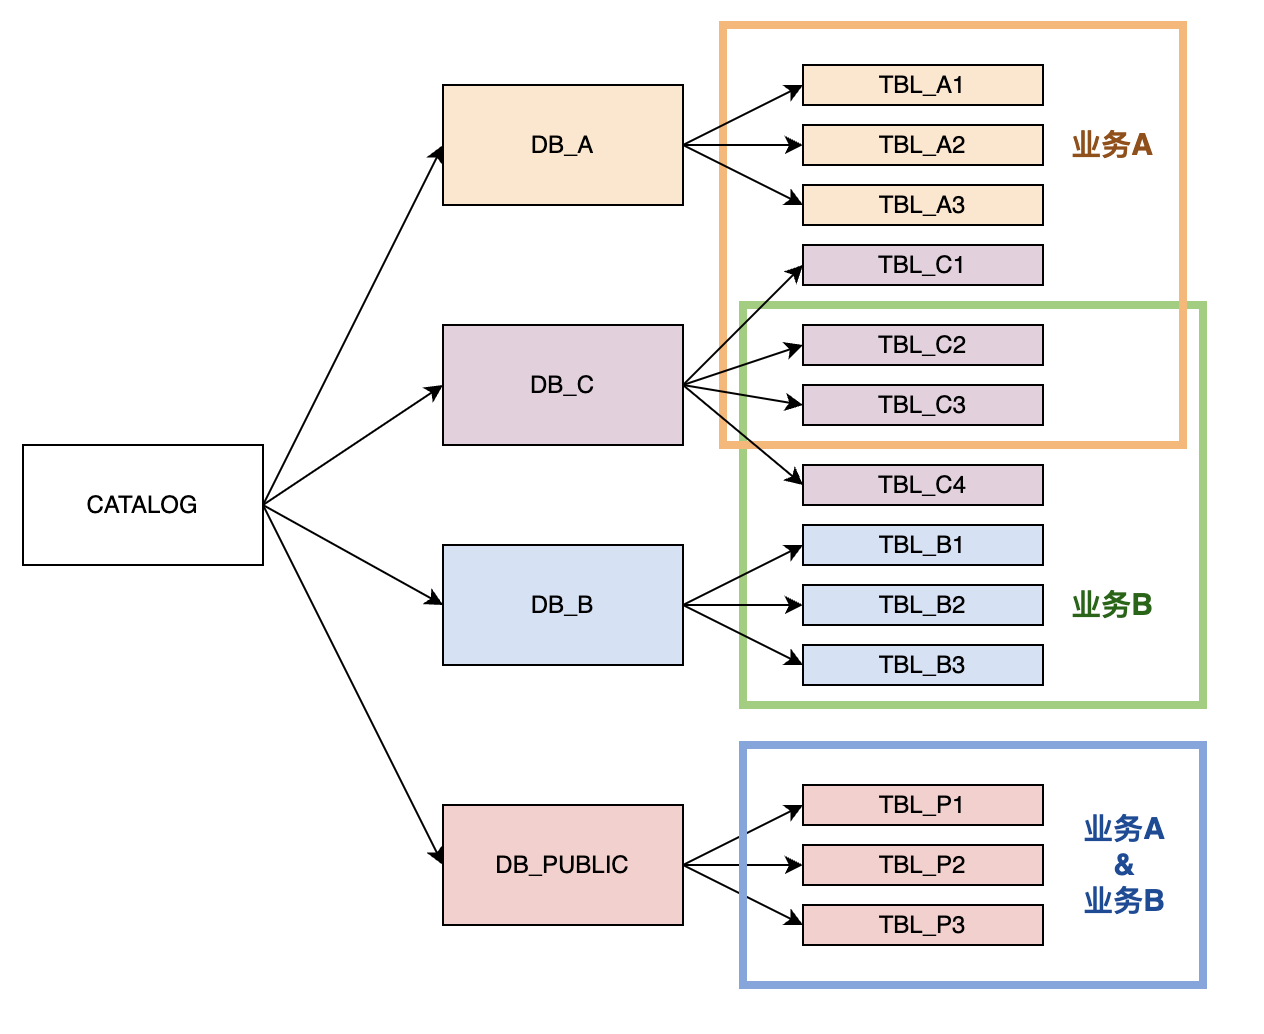 CATALOG
DB_A
DB_C
DB_B
DB_PUBLIC
TBL_A1
TBL_A2
TBL_A3
TBL_C1
TBL_C2
TBL_C3
TBL_C4
TBL_B1
TBL_B2
TBL_B3
TBL_P1
TBL_P2
TBL_P3
业务A
业务B
业务A
&
业务B